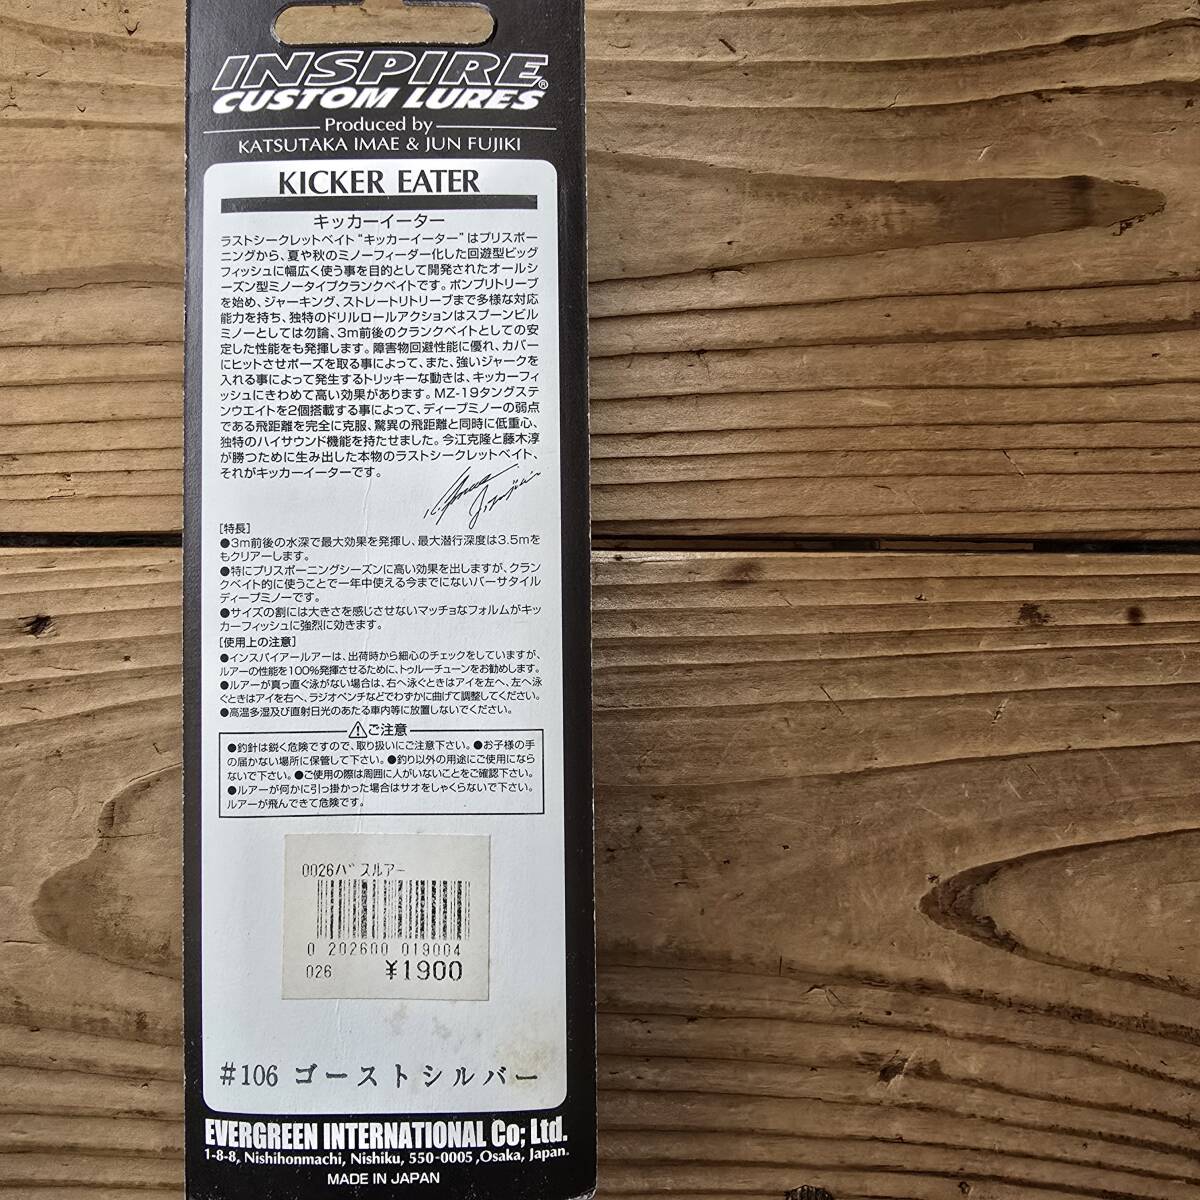 INSPIRE®
CUSTOM LURES
Produced by
KATSUTAKA IMAE & JUN FUJIKI
KICKER EATER
キッカーイーター
ラストシークレットベイト“キッカーイーター”はプリスポー
ニングから、夏や秋のミノーフィーダー化した回遊型ビッグ
フィッシュに幅広く使う事を目的として開発されたオールシ
ーズン型ミノータイプクランクベイトです。ポンプリトリーブ
を始め、ジャーキング、ストレートリトリーブまで多様な対応
能力を持ち、独特のドリルロールアクションはスプーンビル
ミノーとしては勿論、3m前後のクランクベイトとしての安
定した性能をも発揮します。障害物回避性能に優れ、カバー
にヒットさせポーズを取る事によって、また、強いジャークを
入れる事によって発生するトリッキーな動きは、キッカーフィ
ッシュにきわめて高い効果があります。MZ-19タングステ
ンウエイトを2個搭載する事によって、ディープミノーの弱点
である飛距離を完全に克服、驚異の飛距離と同時に低重心、
独特のハイサウンド機能を持たせました。今江克隆と藤木淳
が勝つために生み出した本物のラストシークレットベイト、
それがキッカーイーターです。
[特長]
●3m前後の水深で最大効果を発揮し、最大潜行深度は3.5mを
もクリアーします。
●特にプリスポーニングシーズンに高い効果を出しますが、クラン
クベイト的に使うことで一年中使える今までにないバーサタイル
ディープミノーです。
●サイズの割には大きさを感じさせないマッチョなフォルムがキッ
カーフィッシュに強烈に効きます。
[使用上の注意]
●インスパイアールアーは、出荷時から細心のチェックをしていますが、
ルアーの性能を100%発揮させるために、トゥルーチューンをお勧めします。
●ルアーが真っ直ぐ泳がない場合は、右へ泳ぐときはアイを左へ、左へ泳
ぐときはアイを右へ、ラジオペンチなどでわずかに曲げて調整してください。
●高温多湿及び直射日光のあたる車内等に放置しないでください。
⚠ご注意
●釣針は鋭く危険ですので、取り扱いにご注意下さい。●お子様の手
の届かない場所に保管して下さい。●釣り以外の用途にご使用になら
ないで下さい。●ご使用の際は周囲に人がいないことをご確認下さい。
●ルアーが何かに引っ掛かった場合はサオをしゃくらないで下さい。
ルアーが飛んできて危険です。
0026バスルアー
0 202600 019004
026 ¥1900
#106 ゴーストシルバー
EVERGREEN INTERNATIONAL Co; Ltd.
1-8-8, Nishihonmachi, Nishiku, 550-0005 ,Osaka, Japan.
MADE IN JAPAN